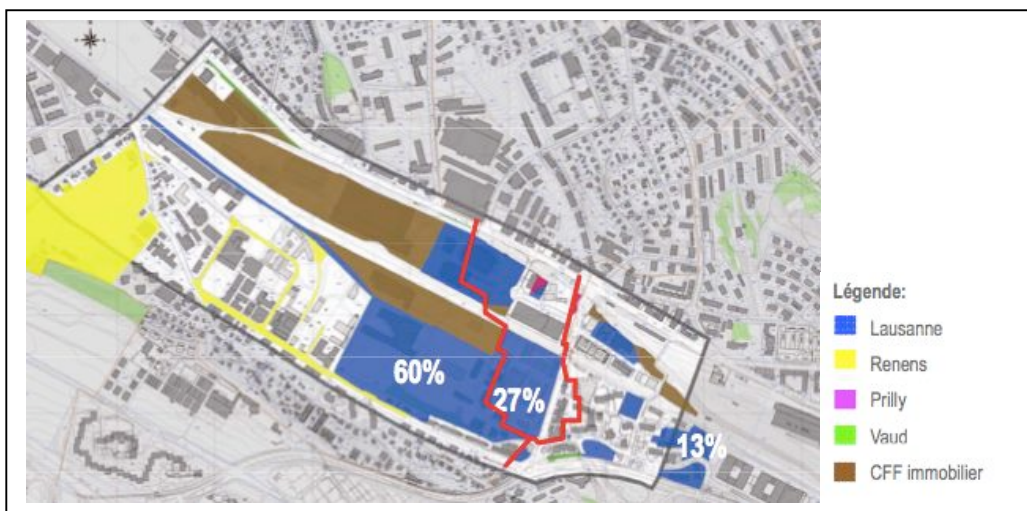 60%
27%
13%
Légende:
Lausanne
Renens
Prilly
Vaud
CFF immobilier